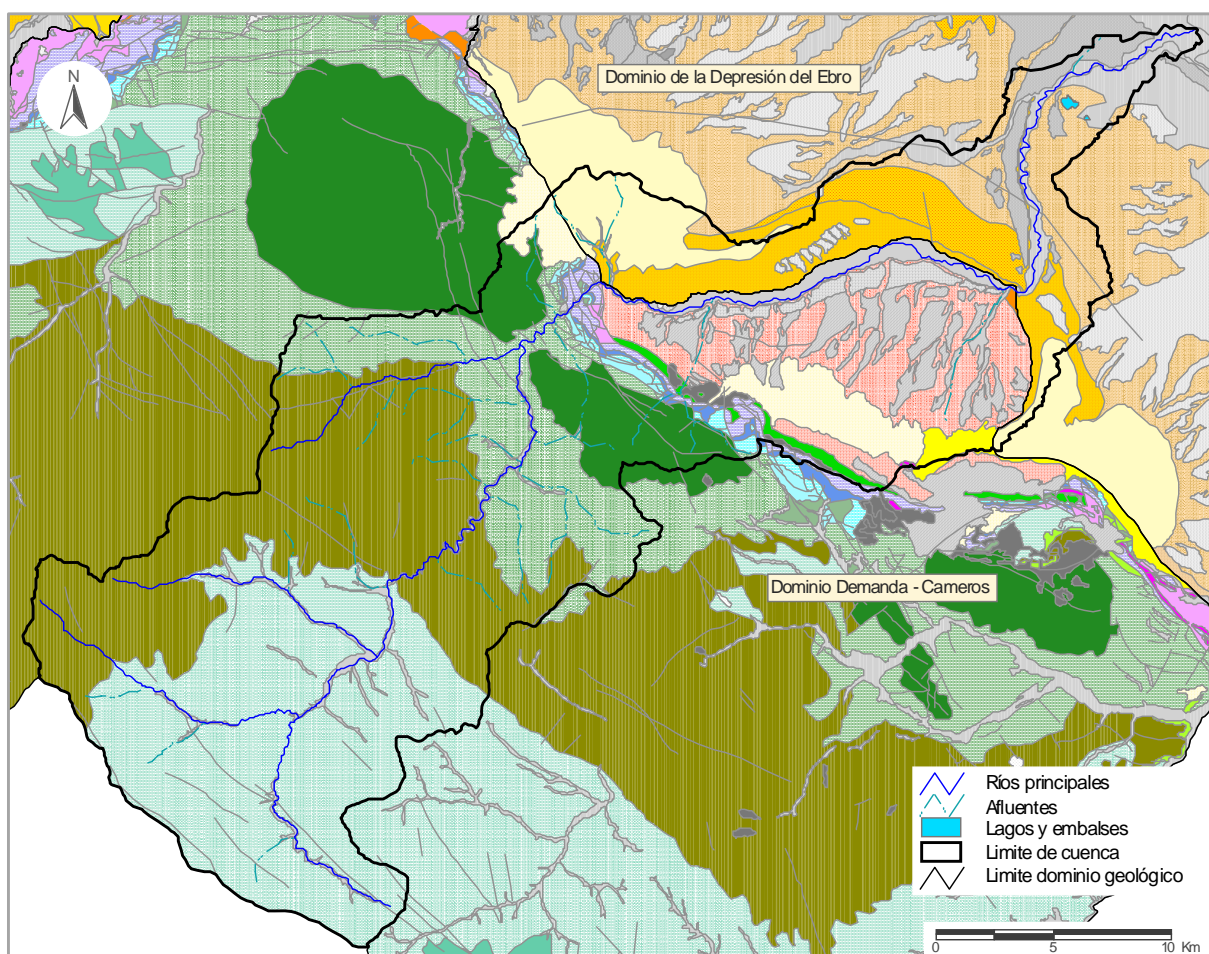 Dominio de la Depresión del Ebro
N
Dominio Demanda - Cameros
Ríos principales
Afluentes
Lagos y embalses
Limite de cuenca
Limite dominio geológico
0 5 10 Km